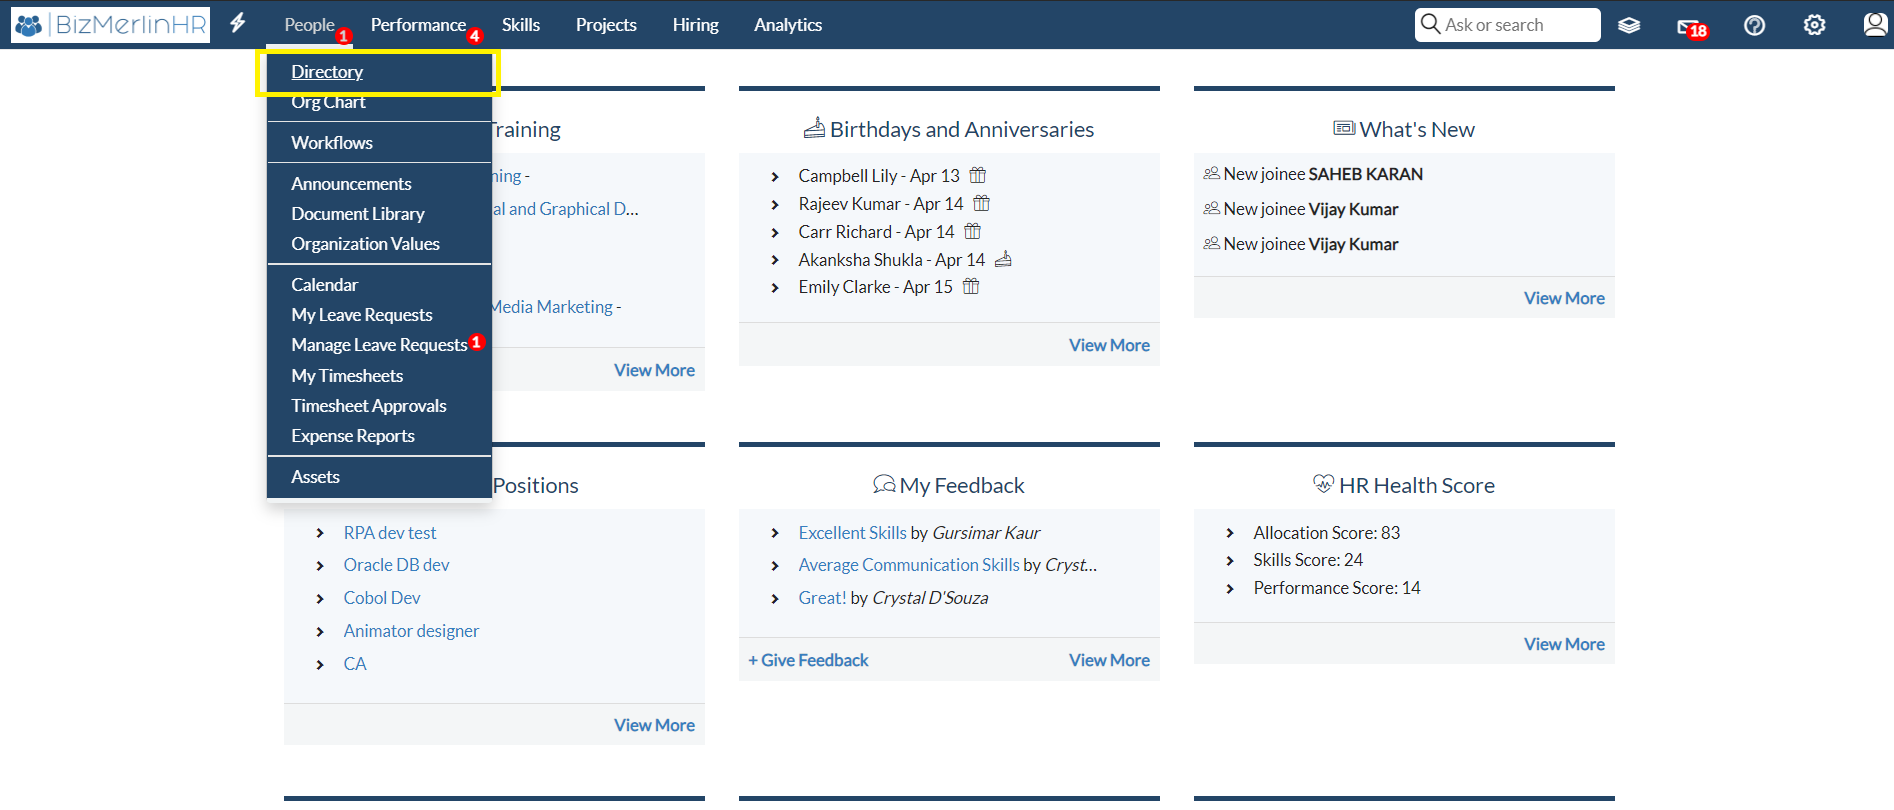 BizMerlinHR
People 1
Performance 4
Skills
Projects
Hiring
Analytics
Ask or search
18
Directory
Org Chart
Workflows
Announcements
Document Library
Organization Values
Calendar
My Leave Requests
Manage Leave Requests 1
My Timesheets
Timesheet Approvals
Expense Reports
Assets
Training
ning -
al and Graphical D...
Media Marketing -
View More
Birthdays and Anniversaries
Campbell Lily - Apr 13
Rajeev Kumar - Apr 14
Carr Richard - Apr 14
Akanksha Shukla - Apr 14
Emily Clarke - Apr 15
View More
What's New
New joinee SAHEB KARAN
New joinee Vijay Kumar
New joinee Vijay Kumar
View More
Positions
RPA dev test
Oracle DB dev
Cobol Dev
Animator designer
CA
View More
My Feedback
Excellent Skills by Gursimar Kaur
Average Communication Skills by Cryst...
Great! by Crystal D'Souza
+ Give Feedback
View More
HR Health Score
Allocation Score: 83
Skills Score: 24
Performance Score: 14
View More